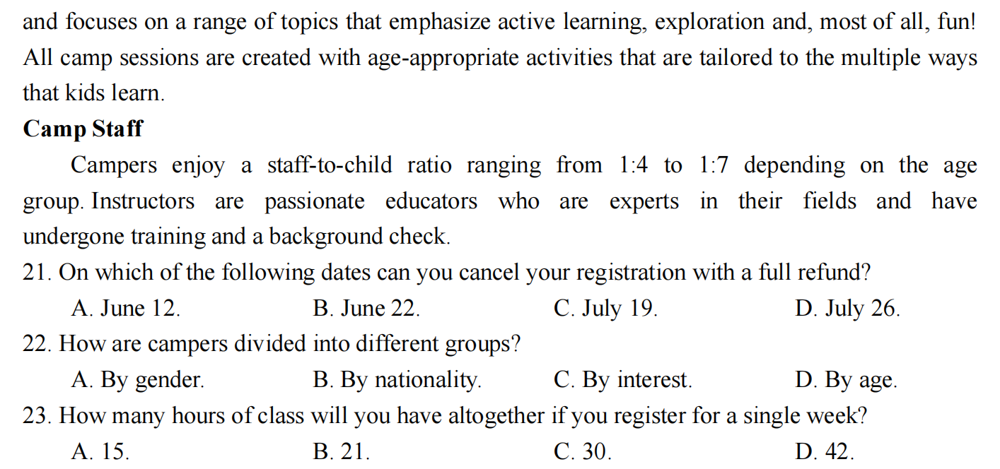 and focuses on a range of topics that emphasize active learning, exploration and, most of all, fun!
All camp sessions are created with age-appropriate activities that are tailored to the multiple ways
that kids learn.
Camp Staff
Campers enjoy a staff-to-child ratio ranging from 1:4 to 1:7 depending on the age
group. Instructors are passionate educators who are experts in their fields and have
undergone training and a background check.
21. On which of the following dates can you cancel your registration with a full refund?
A. June 12. B. June 22. C. July 19. D. July 26.
22. How are campers divided into different groups?
A. By gender. B. By nationality. C. By interest. D. By age.
23. How many hours of class will you have altogether if you register for a single week?
A. 15. B. 21. C. 30. D. 42.